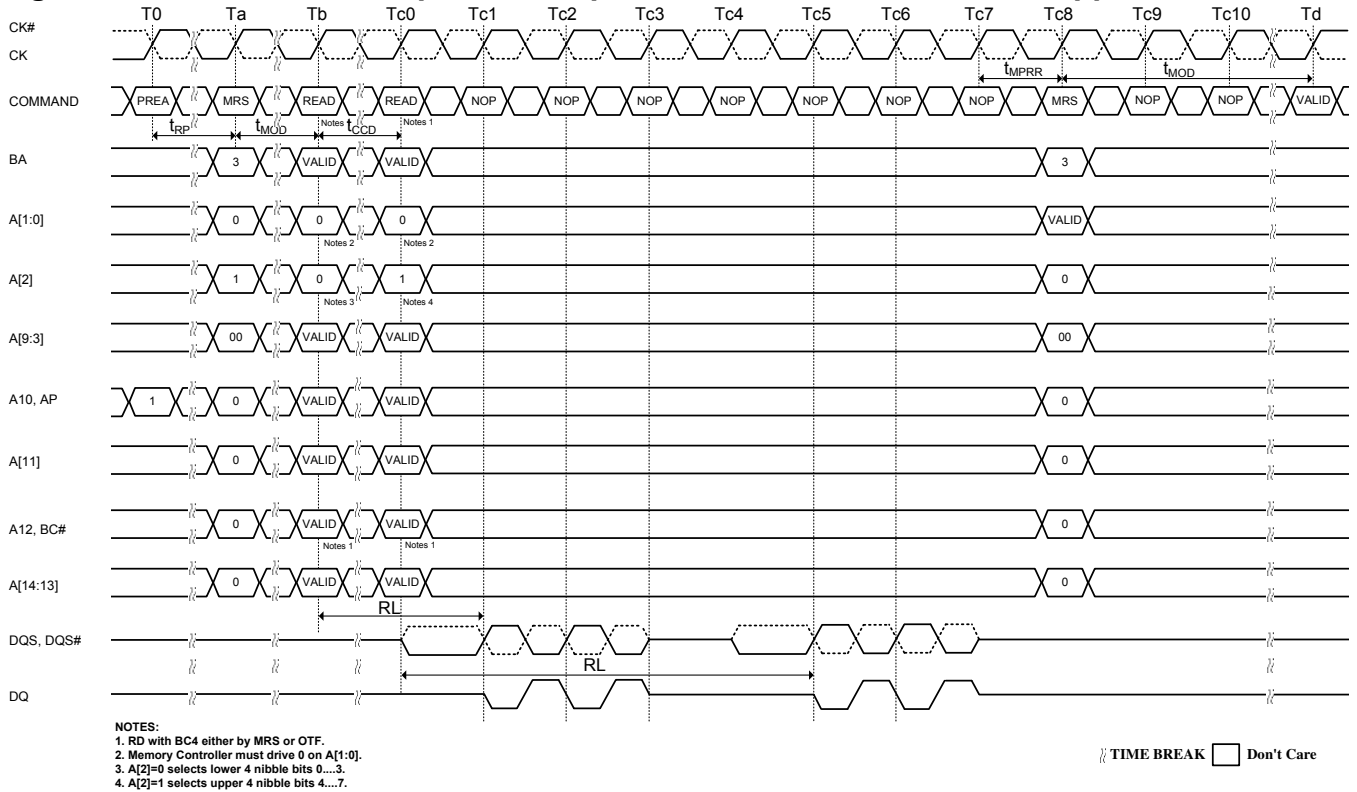 T0 Ta Tb Tc0 Tc1 Tc2 Tc3 Tc4 Tc5 Tc6 Tc7 Tc8 Tc9 Tc10 Td
CK#
CK
tMPRR tMOD
COMMAND PREA MRS READ READ NOP NOP NOP NOP NOP NOP NOP MRS NOP NOP VALID
Notes 1 Notes 1
tRP tMOD tCCD
BA 3 VALID VALID 3
A[1:0] 0 0 0 VALID
Notes 2 Notes 2
A[2] 1 0 1 0
Notes 3 Notes 4
A[9:3] 00 VALID VALID 00
A10, AP 1 0 VALID VALID 0
A[11] 0 VALID VALID 0
A12, BC# 0 VALID VALID 0
Notes 1 Notes 1
A[14:13] 0 VALID VALID 0
RL
DQS, DQS#
RL
DQ
NOTES:
1. RD with BC4 either by MRS or OTF.
2. Memory Controller must drive 0 on A[1:0].
3. A[2]=0 selects lower 4 nibble bits 0....3.
4. A[2]=1 selects upper 4 nibble bits 4....7.
TIME BREAK Don't Care